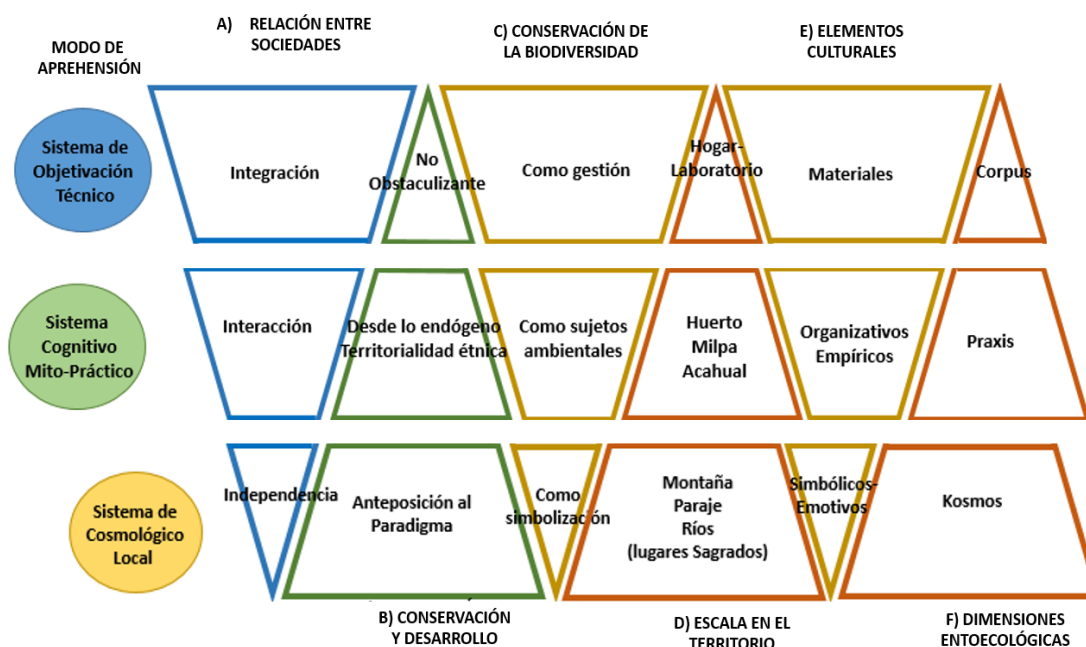 MODO DE
APREHENSIÓN
A) RELACIÓN ENTRE
SOCIEDADES
C) CONSERVACIÓN DE
LA BIODIVERSIDAD
E) ELEMENTOS
CULTURALES
Sistema de
Objetivación
Técnico
Integración
No
Obstaculizante
Como gestión
Hogar-
Laboratorio
Materiales
Corpus
Sistema
Cognitivo
Mito-Práctico
Interacción
Desde lo endógeno
Territorialidad étnica
Como sujetos
ambientales
Huerto
Milpa
Acahual
Organizativos
Empíricos
Praxis
Sistema de
Cosmológico
Local
Independencia
Anteposición al
Paradigma
Como
simbolización
Montaña
Paraje
Ríos
(lugares Sagrados)
Simbólicos-
Emotivos
Kosmos
B) CONSERVACIÓN
Y DESARROLLO
D) ESCALA EN EL
TERRITORIO
F) DIMENSIONES
ENTOECOLÓGICAS